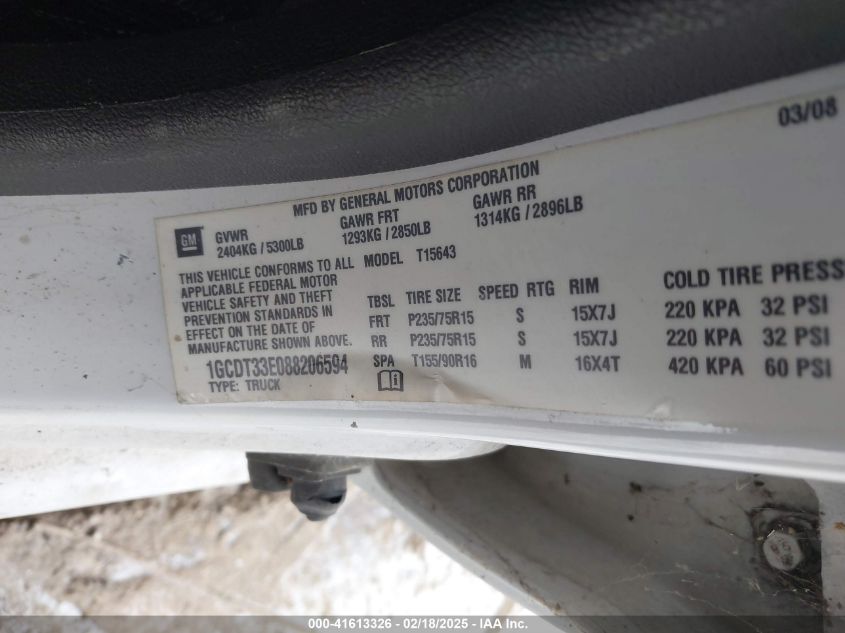 03/08
MFD BY GENERAL MOTORS CORPORATION
GM
GVWR GAWR FRT GAWR RR
2404KG / 5300LB 1293KG / 2850LB 1314KG / 2896LB
THIS VEHICLE CONFORMS TO ALL MODEL T15643
APPLICABLE FEDERAL MOTOR
VEHICLE SAFETY AND THEFT
PREVENTION STANDARDS IN
EFFECT ON THE DATE OF
MANUFACTURE SHOWN ABOVE.
1GCDT33E088206594
TYPE: TRUCK
TBSL TIRE SIZE SPEED RTG RIM COLD TIRE PRESS
FRT P235/75R15 S 15X7J 220 KPA 32 PSI
RR P235/75R15 S 15X7J 220 KPA 32 PSI
SPA T155/90R16 M 16X4T 420 KPA 60 PSI
000-41613326 - 02/18/2025 - IAA Inc.